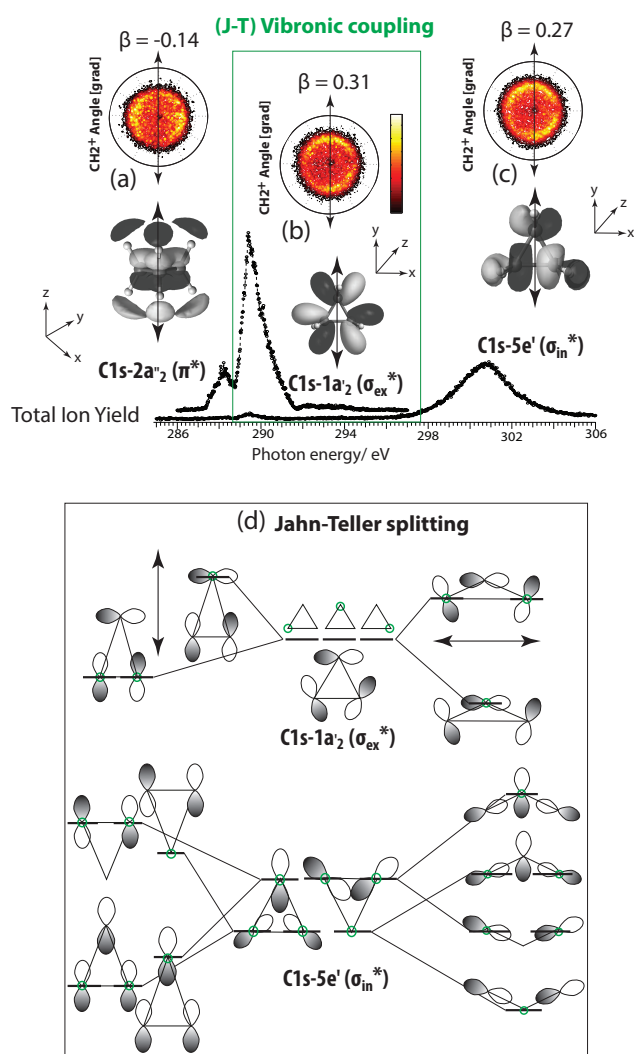 (J-T) Vibronic coupling
β = -0.14
β = 0.31
β = 0.27
CH2⁺ Angle [grad]
CH2⁺ Angle [grad]
CH2⁺ Angle [grad]
(a)
(b)
(c)
z
y
x
y
z
x
y
z
x
C1s-2a"₂ (π*)
C1s-1a'₂ (σₑₓ*)
C1s-5e' (σᵢₙ*)
Total Ion Yield
286 290 294 298 302 306
Photon energy/ eV
(d) Jahn-Teller splitting
C1s-1a'₂ (σₑₓ*)
C1s-5e' (σᵢₙ*)